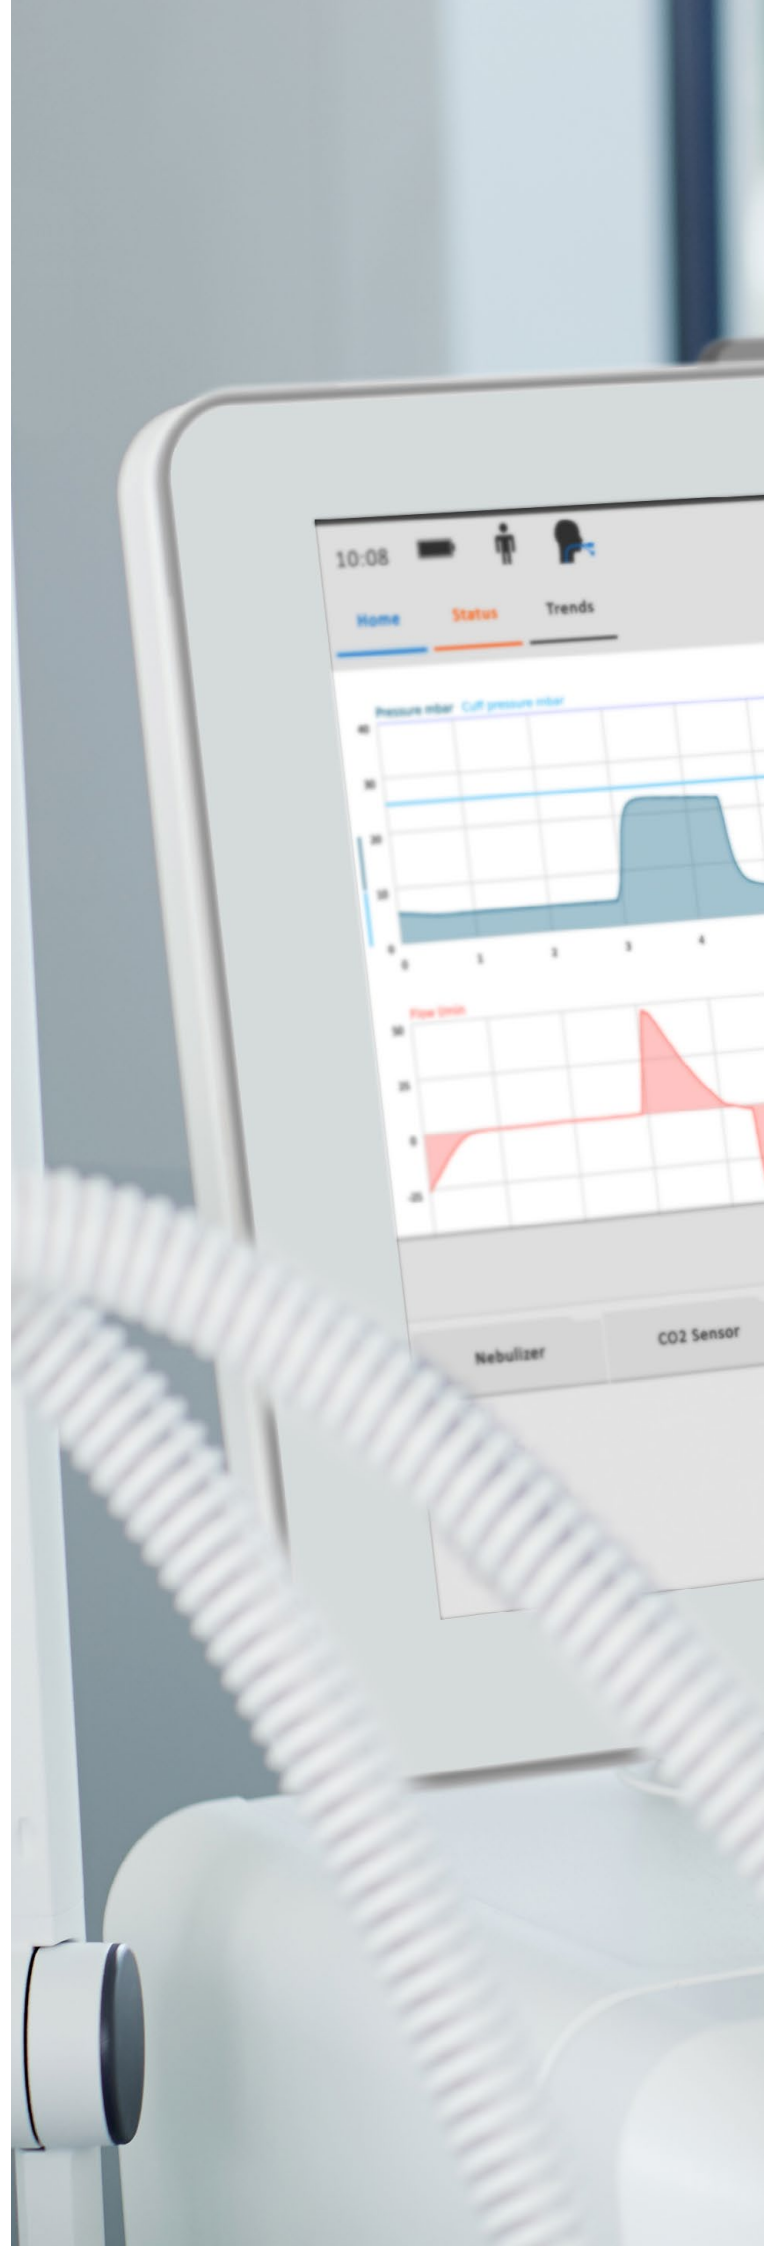 10:08
Home Status Trends
Pressure mbar Cuff pressure mbar
40
30
20
10
0
0 1 2 3 4
Flow l/min
50
25
0
-25
Nebulizer CO2 Sensor